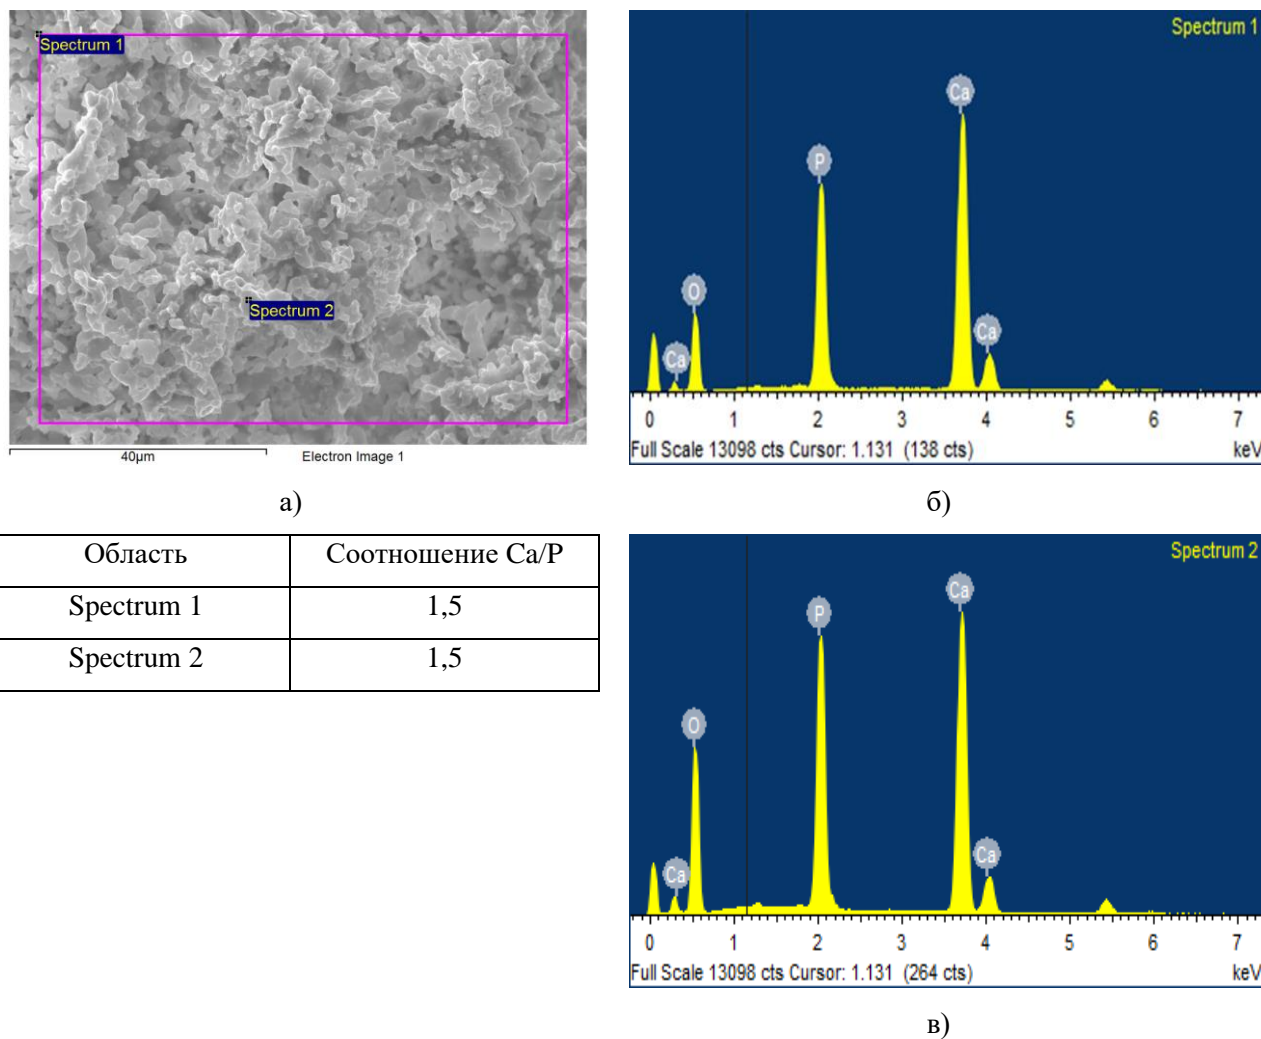 Spectrum 1
Spectrum 2
40µm
Electron Image 1
а)
Spectrum 1
Ca
P
O
Ca
Ca
0 1 2 3 4 5 6 7
Full Scale 13098 cts Cursor: 1.131 (138 cts)
keV
б)
Область Соотношение Ca/P
Spectrum 1 1,5
Spectrum 2 1,5
Spectrum 2
Ca
P
O
Ca
Ca
0 1 2 3 4 5 6 7
Full Scale 13098 cts Cursor: 1.131 (264 cts)
keV
в)